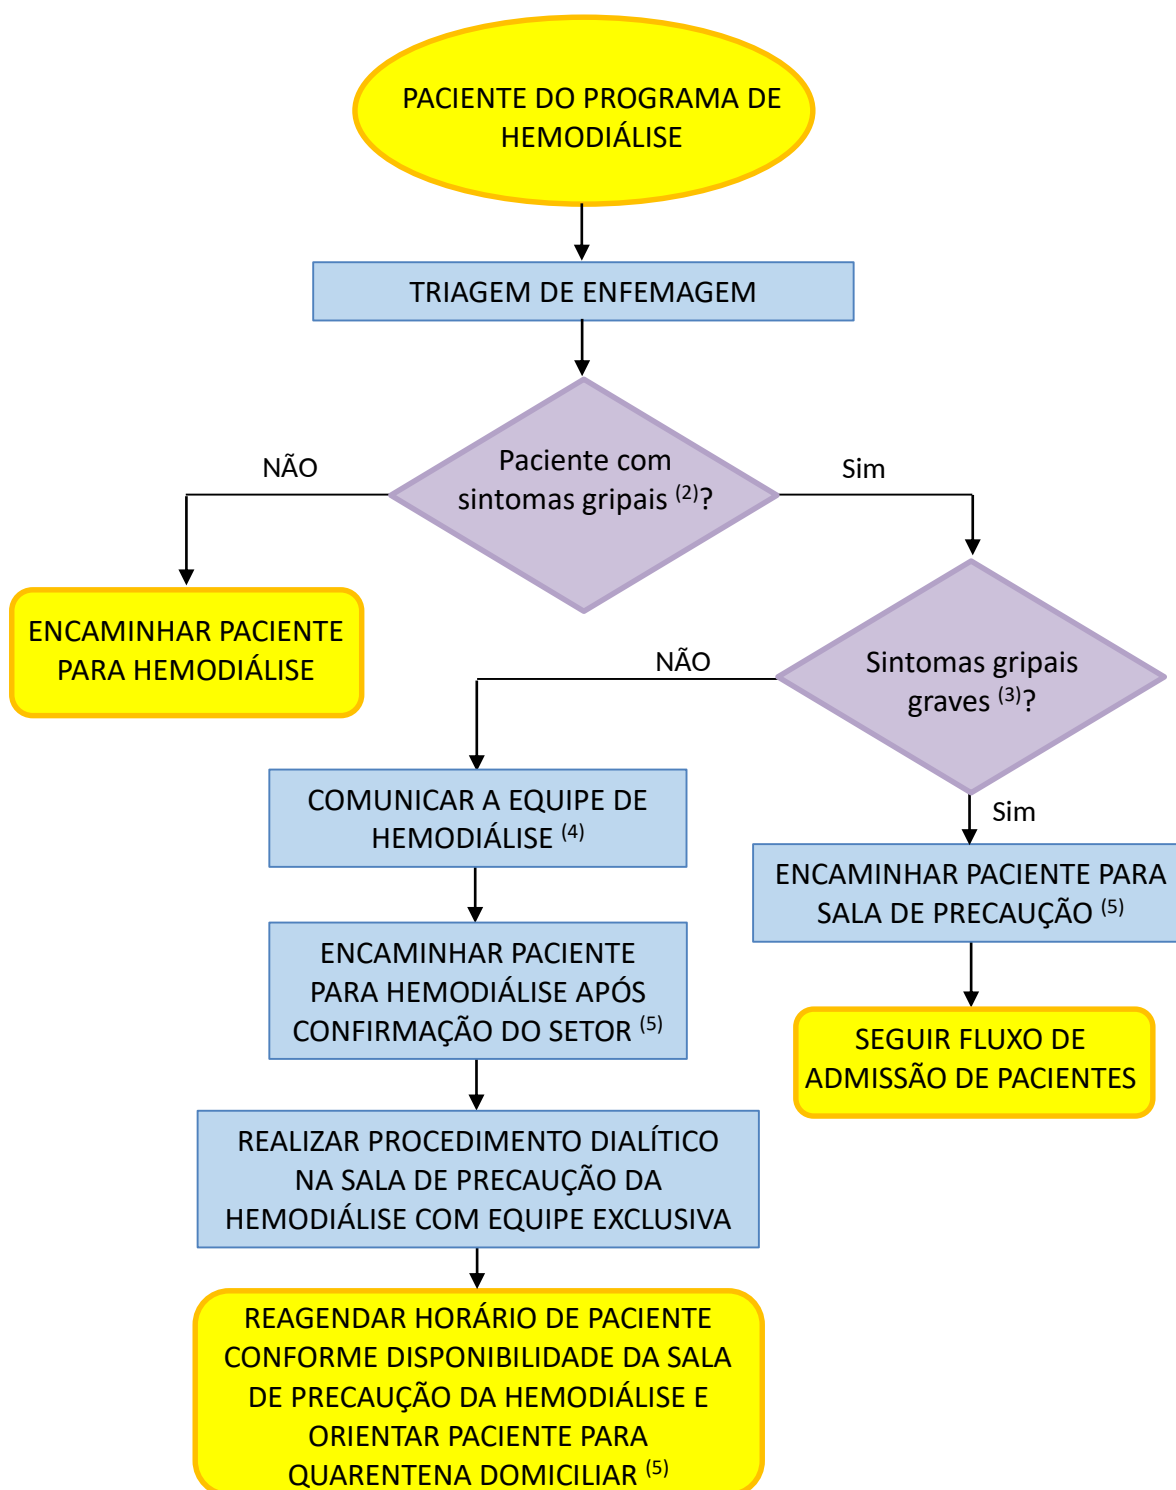 PACIENTE DO PROGRAMA DE
HEMODIÁLISE
TRIAGEM DE ENFEMAGEM
Paciente com
sintomas gripais (2)?
NÃO
Sim
ENCAMINHAR PACIENTE
PARA HEMODIÁLISE
Sintomas gripais
graves (3)?
NÃO
Sim
COMUNICAR A EQUIPE DE
HEMODIÁLISE (4)
ENCAMINHAR PACIENTE PARA
SALA DE PRECAUÇÃO (5)
ENCAMINHAR PACIENTE
PARA HEMODIÁLISE APÓS
CONFIRMAÇÃO DO SETOR (5)
SEGUIR FLUXO DE
ADMISSÃO DE PACIENTES
REALIZAR PROCEDIMENTO DIALÍTICO
NA SALA DE PRECAUÇÃO DA
HEMODIÁLISE COM EQUIPE EXCLUSIVA
REAGENDAR HORÁRIO DE PACIENTE
CONFORME DISPONIBILIDADE DA SALA
DE PRECAUÇÃO DA HEMODIÁLISE E
ORIENTAR PACIENTE PARA
QUARENTENA DOMICILIAR (5)